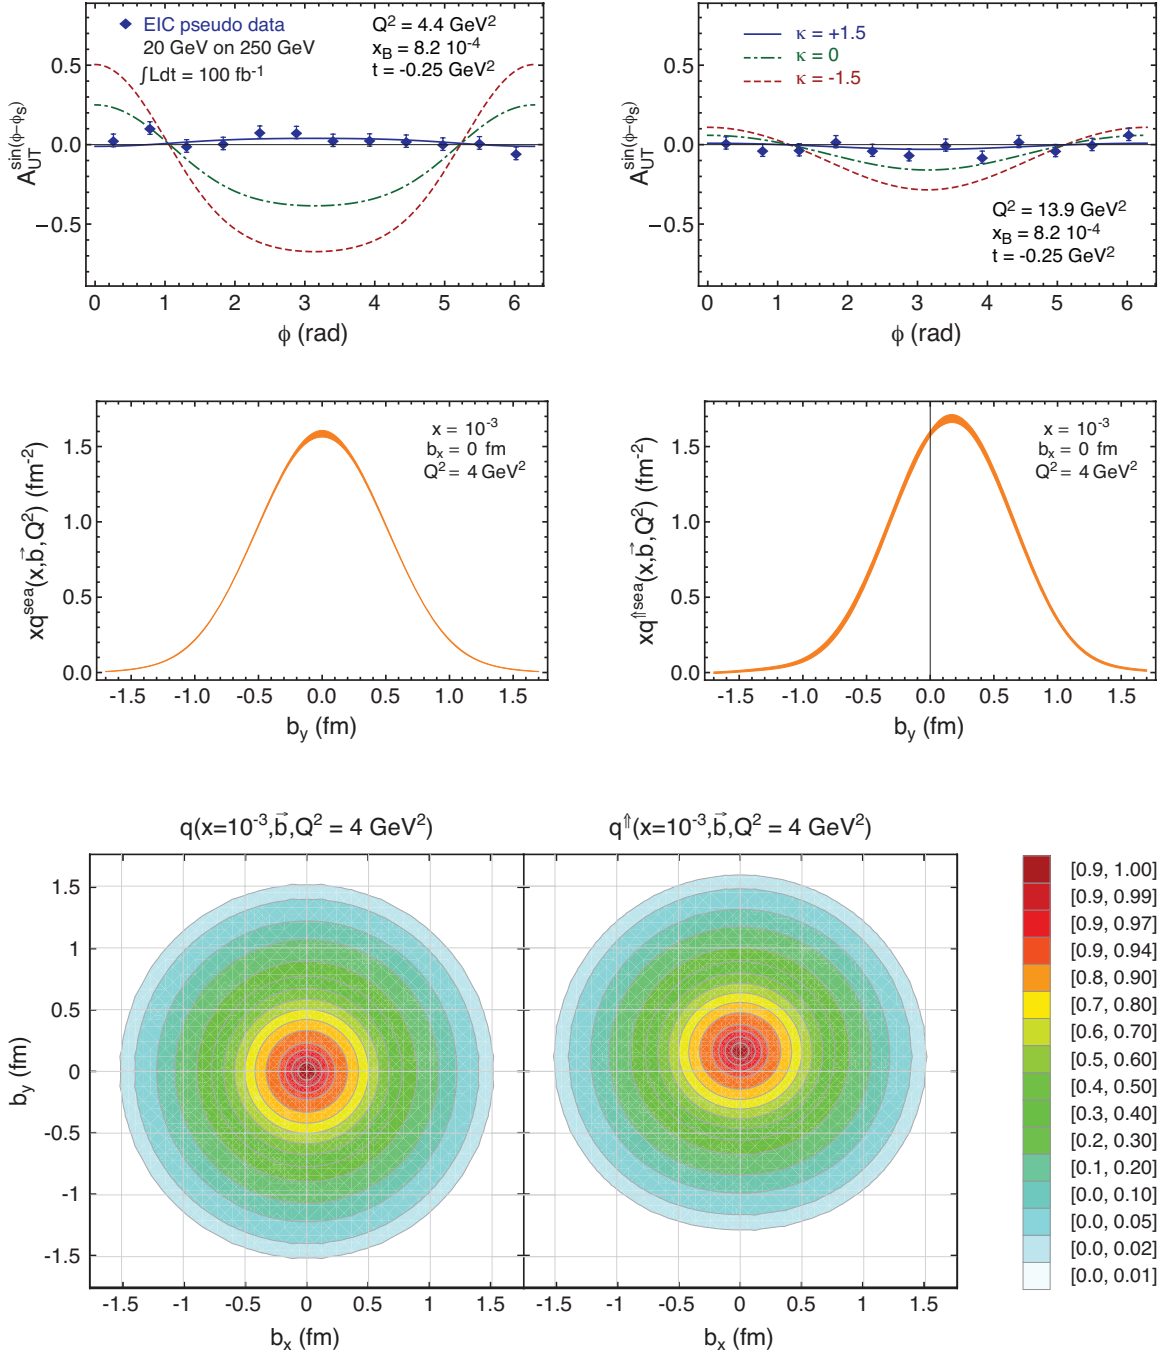 EIC pseudo data
20 GeV on 250 GeV
∫Ldt = 100 fb⁻¹
Q² = 4.4 GeV²
x_B = 8.2 10⁻⁴
t = -0.25 GeV²
A_UT^sin(ϕ−ϕ_S)
0.5
0.0
−0.5
0 1 2 3 4 5 6
ϕ (rad)
κ = +1.5
κ = 0
κ = -1.5
Q² = 13.9 GeV²
x_B = 8.2 10⁻⁴
t = -0.25 GeV²
A_UT^sin(ϕ−ϕ_S)
0.5
0.0
−0.5
0 1 2 3 4 5 6
ϕ (rad)
x = 10⁻³
b_x = 0 fm
Q² = 4 GeV²
xq^sea(x,b⃗,Q²) (fm⁻²)
1.5
1.0
0.5
0.0
-1.5 -1.0 -0.5 0.0 0.5 1.0 1.5
b_y (fm)
x = 10⁻³
b_x = 0 fm
Q² = 4 GeV²
xq^⇑sea(x,b⃗,Q²) (fm⁻²)
1.5
1.0
0.5
0.0
-1.5 -1.0 -0.5 0.0 0.5 1.0 1.5
b_y (fm)
q(x=10⁻³,b⃗,Q² = 4 GeV²)
q^⇑(x=10⁻³,b⃗,Q² = 4 GeV²)
b_y (fm)
1.5
1
0.5
0
-0.5
-1
-1.5
-1.5 -1 -0.5 0 0.5 1 1.5
b_x (fm)
-1.5 -1 -0.5 0 0.5 1 1.5
b_x (fm)
[0.9, 1.00]
[0.9, 0.99]
[0.9, 0.97]
[0.9, 0.94]
[0.8, 0.90]
[0.7, 0.80]
[0.6, 0.70]
[0.5, 0.60]
[0.4, 0.50]
[0.3, 0.40]
[0.2, 0.30]
[0.1, 0.20]
[0.0, 0.10]
[0.0, 0.05]
[0.0, 0.02]
[0.0, 0.01]